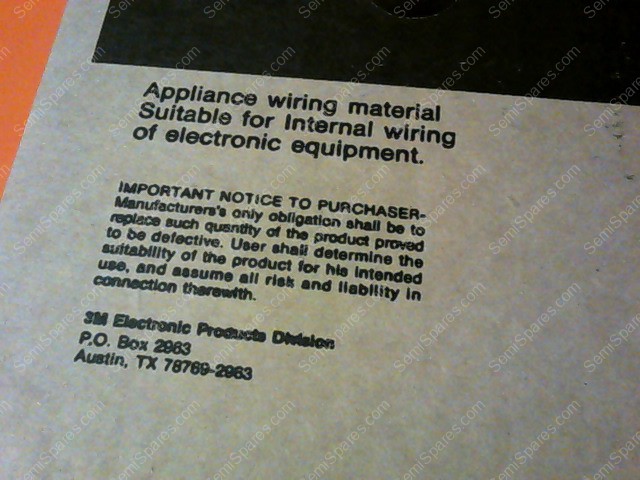 Appliance wiring material
Suitable for Internal wiring
of electronic equipment.
IMPORTANT NOTICE TO PURCHASER-
Manufacturers's only obligation shall be to
replace such quantity of the product proved
to be defective. User shall determine the
suitability of the product for his intended
use, and assume all risk and liability in
connection therewith.
3M Electronic Products Division
P.O. Box 2963
Austin, TX 78769-2963
SemiSpares.com